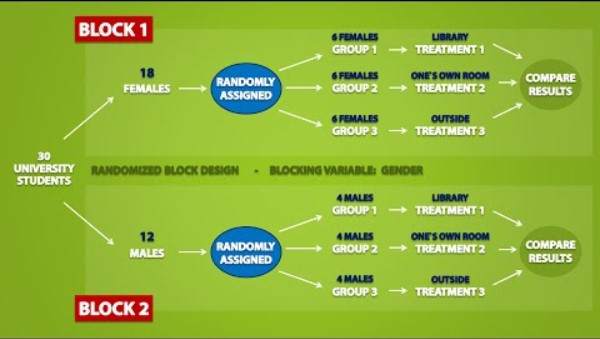 BLOCK 1
18
FEMALES
RANDOMLY
ASSIGNED
6 FEMALES
GROUP 1
LIBRARY
TREATMENT 1
6 FEMALES
GROUP 2
ONE'S OWN ROOM
TREATMENT 2
6 FEMALES
GROUP 3
OUTSIDE
TREATMENT 3
COMPARE
RESULTS
30
UNIVERSITY
STUDENTS
RANDOMIZED BLOCK DESIGN - BLOCKING VARIABLE: GENDER
12
MALES
RANDOMLY
ASSIGNED
4 MALES
GROUP 1
LIBRARY
TREATMENT 1
4 MALES
GROUP 2
ONE'S OWN ROOM
TREATMENT 2
4 MALES
GROUP 3
OUTSIDE
TREATMENT 3
COMPARE
RESULTS
BLOCK 2